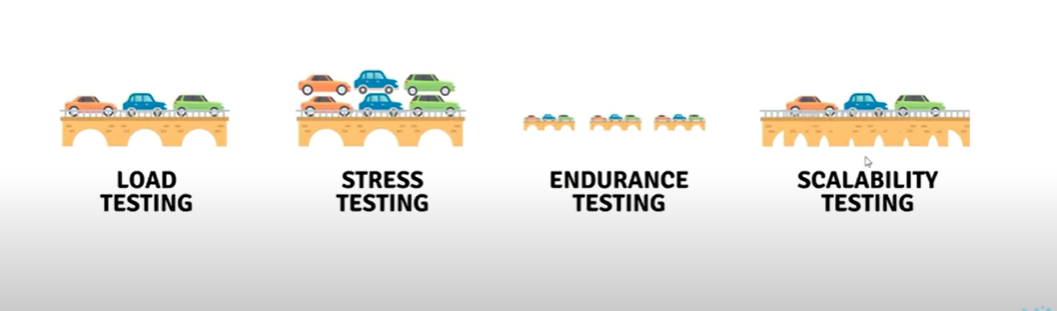 LOAD
TESTING
STRESS
TESTING
ENDURANCE
TESTING
SCALABILITY
TESTING